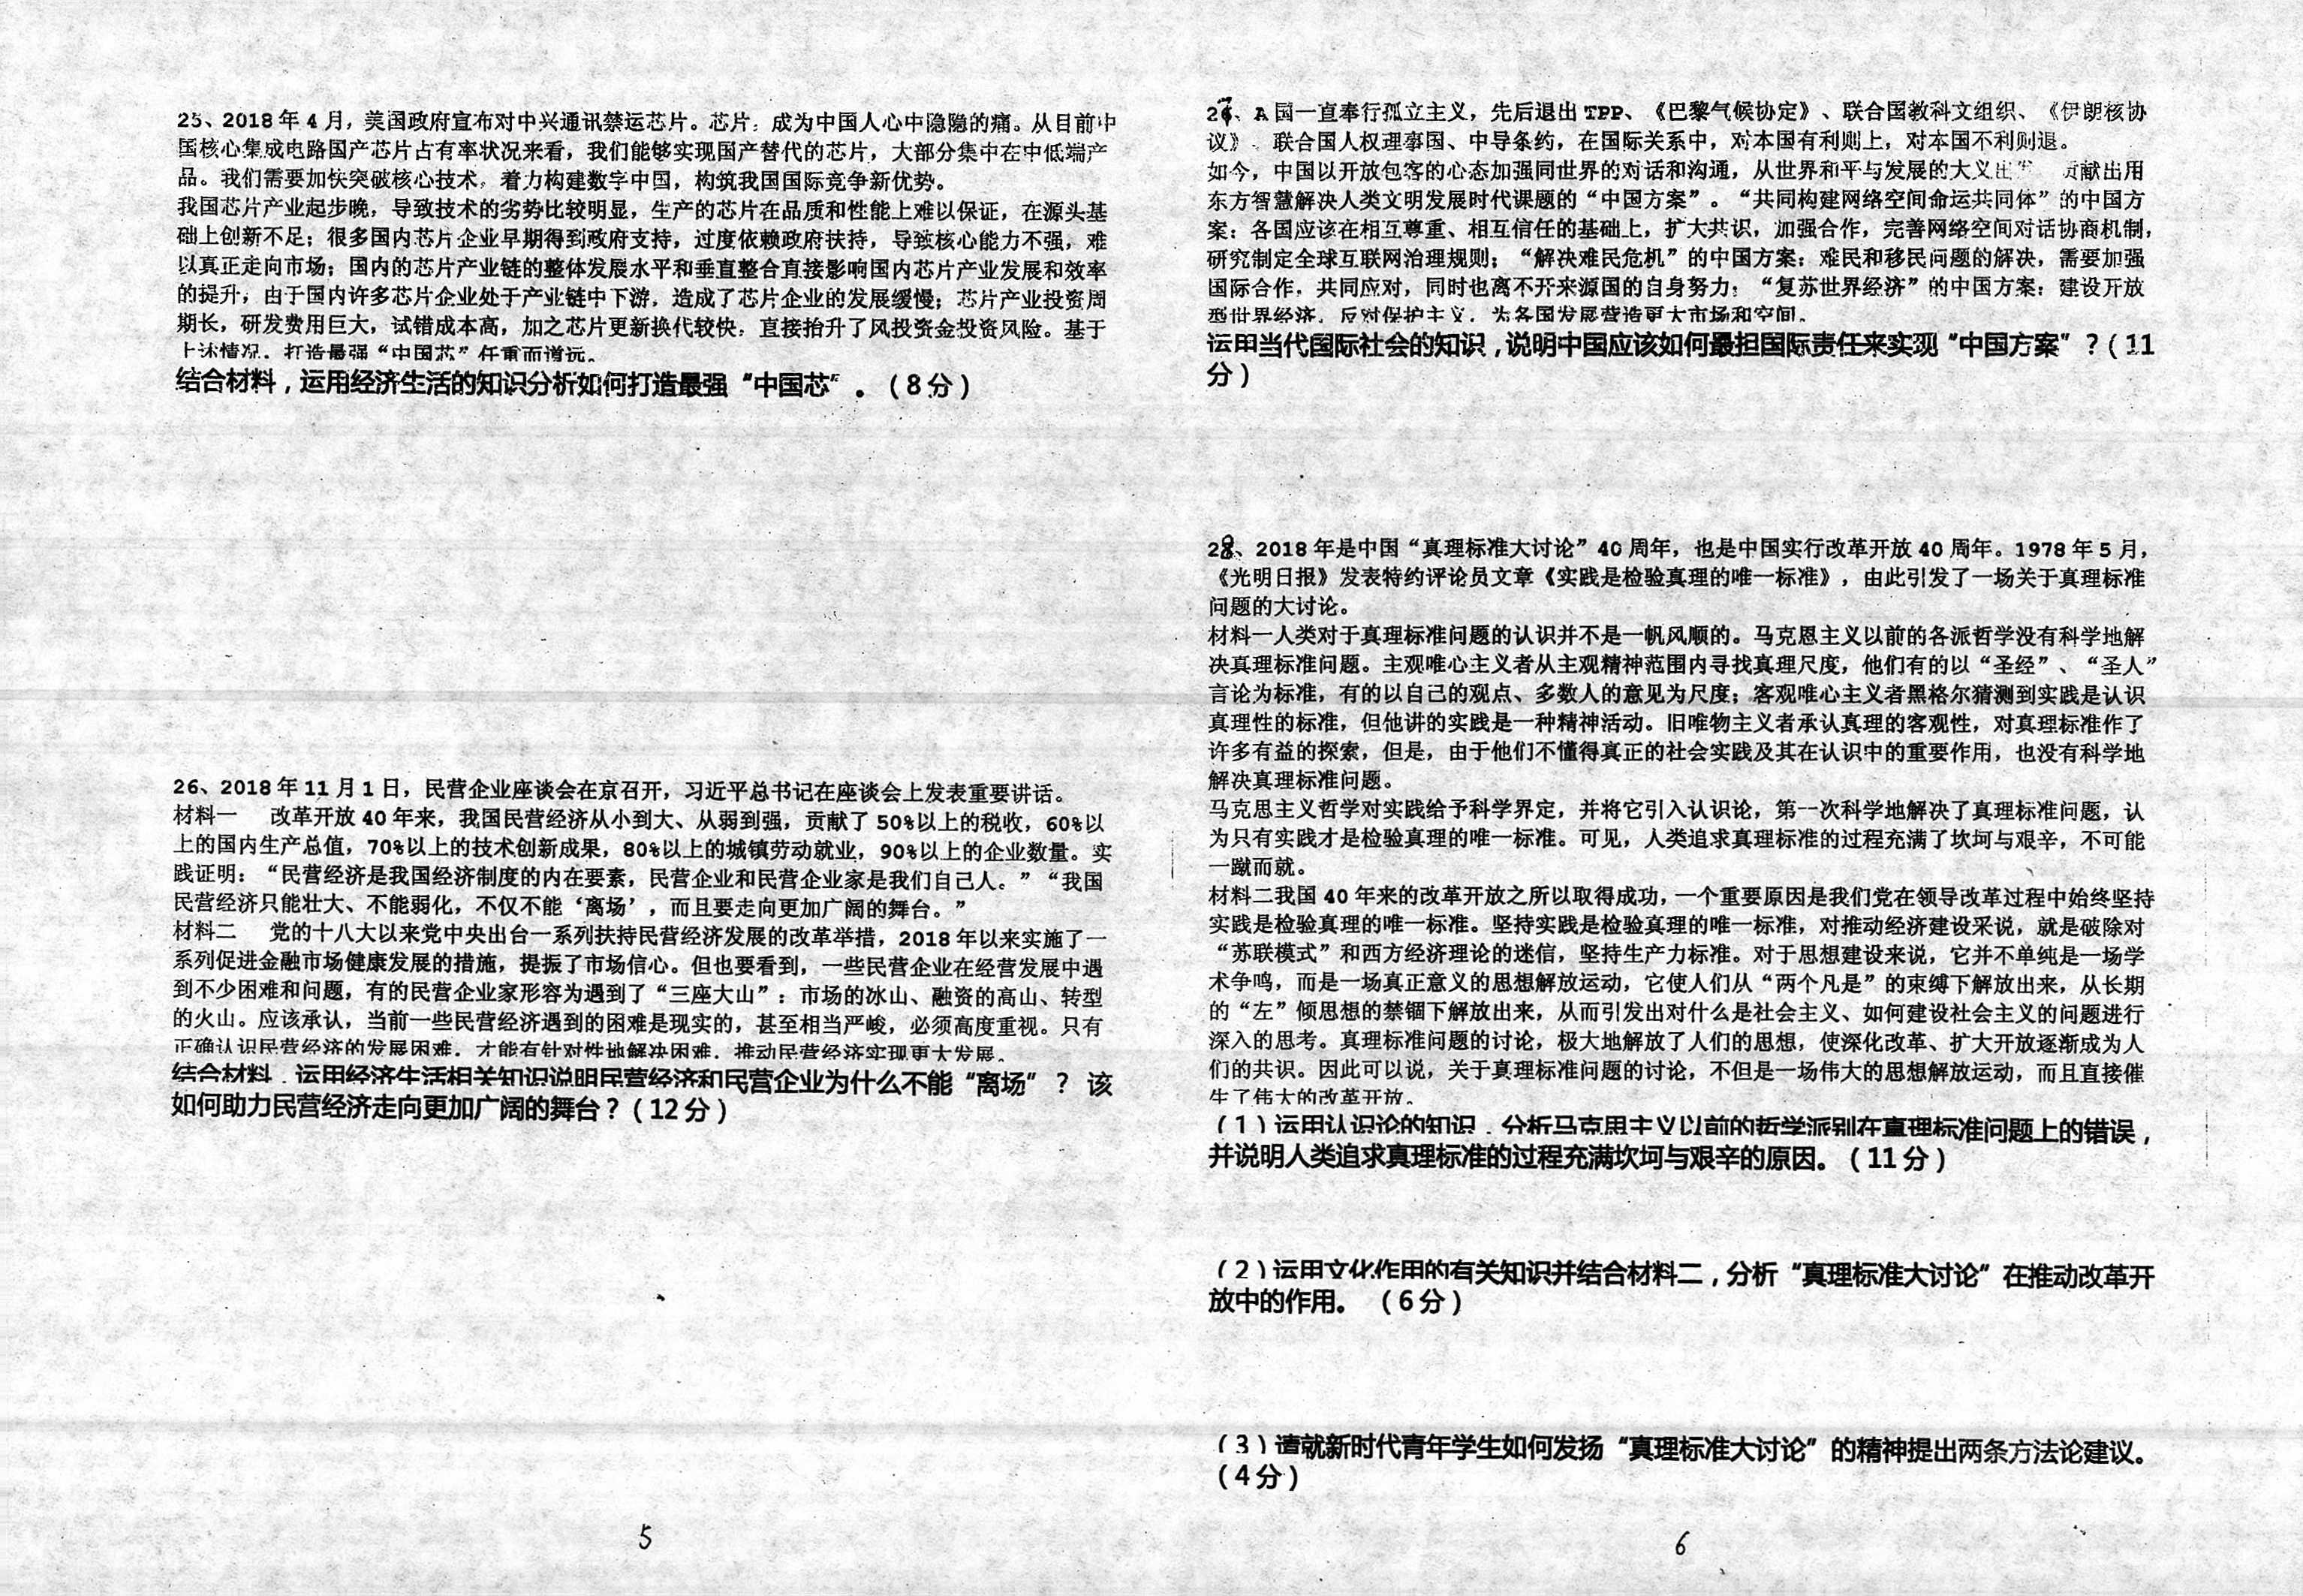 25、2018年4月，美国政府宣布对中兴通讯禁运芯片。芯片，成为中国人心中隐隐的痛。从目前中
国核心集成电路国产芯片占有率状况来看，我们能够实现国产替代的芯片，大部分集中在中低端产
品。我们需要加快突破核心技术，着力构建数字中国，构筑我国国际竞争新优势。
我国芯片产业起步晚，导致技术的劣势比较明显，生产的芯片在品质和性能上难以保证，在源头基
础上创新不足；很多国内芯片企业早期得到政府支持，过度依赖政府扶持，导致核心能力不强，难
以真正走向市场；国内的芯片产业链的整体发展水平和垂直整合直接影响国内芯片产业发展和效率
的提升，由于国内许多芯片企业处于产业链中下游，造成了芯片企业的发展缓慢；芯片产业投资周
期长，研发费用巨大，试错成本高，加之芯片更新换代较快，直接抬升了风投资金投资风险。基于
上述情况，打造最强“中国芯”任重而道远。
结合材料，运用经济生活的知识分析如何打造最强“中国芯”。（8分）
26、2018年11月1日，民营企业座谈会在京召开，习近平总书记在座谈会上发表重要讲话。
材料一 改革开放40年来，我国民营经济从小到大、从弱到强，贡献了50%以上的税收，60%以
上的国内生产总值，70%以上的技术创新成果，80%以上的城镇劳动就业，90%以上的企业数量。实
践证明：“民营经济是我国经济制度的内在要素，民营企业和民营企业家是我们自己人。”“我国
民营经济只能壮大、不能弱化，不仅不能‘离场’，而且要走向更加广阔的舞台。”
材料二 党的十八大以来党中央出台一系列扶持民营经济发展的改革举措，2018年以来实施了一
系列促进金融市场健康发展的措施，提振了市场信心。但也要看到，一些民营企业在经营发展中遇
到不少困难和问题，有的民营企业家形容为遇到了“三座大山”：市场的冰山、融资的高山、转型
的火山。应该承认，当前一些民营经济遇到的困难是现实的，甚至相当严峻，必须高度重视。只有
正确认识民营经济的发展困难，才能有针对性地解决困难，推动民营经济实现更大发展。
结合材料，运用经济生活相关知识说明民营经济和民营企业为什么不能“离场”？ 该
如何助力民营经济走向更加广阔的舞台？（12分）
5
27、A国一直奉行孤立主义，先后退出TPP、《巴黎气候协定》、联合国教科文组织、《伊朗核协
议》、联合国人权理事国、中导条约，在国际关系中，对本国有利则上，对本国不利则退。
如今，中国以开放包容的心态加强同世界的对话和沟通，从世界和平与发展的大义出发 贡献出用
东方智慧解决人类文明发展时代课题的“中国方案”。“共同构建网络空间命运共同体”的中国方
案：各国应该在相互尊重、相互信任的基础上，扩大共识，加强合作，完善网络空间对话协商机制，
研究制定全球互联网治理规则；“解决难民危机”的中国方案：难民和移民问题的解决，需要加强
国际合作，共同应对，同时也离不开来源国的自身努力；“复苏世界经济”的中国方案：建设开放
型世界经济，反对保护主义，为各国发展营造更大市场和空间。
运用当代国际社会的知识，说明中国应该如何最担国际责任来实现“中国方案”？（11
分）
28、2018年是中国“真理标准大讨论”40周年，也是中国实行改革开放40周年。1978年5月，
《光明日报》发表特约评论员文章《实践是检验真理的唯一标准》，由此引发了一场关于真理标准
问题的大讨论。
材料一人类对于真理标准问题的认识并不是一帆风顺的。马克思主义以前的各派哲学没有科学地解
决真理标准问题。主观唯心主义者从主观精神范围内寻找真理尺度，他们有的以“圣经”、“圣人”
言论为标准，有的以自己的观点、多数人的意见为尺度；客观唯心主义者黑格尔猜测到实践是认识
真理性的标准，但他讲的实践是一种精神活动。旧唯物主义者承认真理的客观性，对真理标准作了
许多有益的探索，但是，由于他们不懂得真正的社会实践及其在认识中的重要作用，也没有科学地
解决真理标准问题。
马克思主义哲学对实践给予科学界定，并将它引入认识论，第一次科学地解决了真理标准问题，认
为只有实践才是检验真理的唯一标准。可见，人类追求真理标准的过程充满了坎坷与艰辛，不可能
一蹴而就。
材料二我国40年来的改革开放之所以取得成功，一个重要原因是我们党在领导改革过程中始终坚持
实践是检验真理的唯一标准。坚持实践是检验真理的唯一标准，对推动经济建设采说，就是破除对
“苏联模式”和西方经济理论的迷信，坚持生产力标准。对于思想建设来说，它并不单纯是一场学
术争鸣，而是一场真正意义的思想解放运动，它使人们从“两个凡是”的束缚下解放出来，从长期
的“左”倾思想的禁锢下解放出来，从而引发出对什么是社会主义、如何建设社会主义的问题进行
深入的思考。真理标准问题的讨论，极大地解放了人们的思想，使深化改革、扩大开放逐渐成为人
们的共识。因此可以说，关于真理标准问题的讨论，不但是一场伟大的思想解放运动，而且直接催
生了伟大的改革开放。
（1）运用认识论的知识，分析马克思主义以前的哲学派别在真理标准问题上的错误，
并说明人类追求真理标准的过程充满坎坷与艰辛的原因。（11分）
（2）运用文化作用的有关知识并结合材料二，分析“真理标准大讨论”在推动改革开
放中的作用。 （6分）
（3）请就新时代青年学生如何发扬“真理标准大讨论”的精神提出两条方法论建议。
（4分）
6